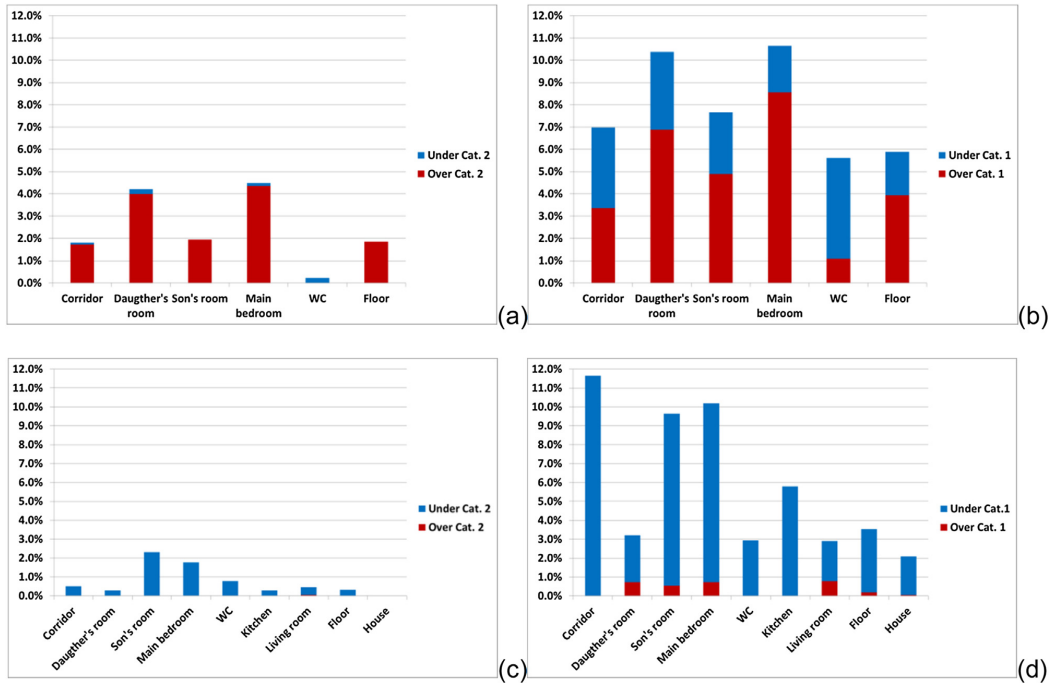 12.0%
11.0%
10.0%
9.0%
8.0%
7.0%
6.0%
5.0%
4.0%
3.0%
2.0%
1.0%
0.0%
Corridor Daugther's room Son's room Main bedroom WC Floor
Under Cat. 2
Over Cat. 2
(a)
12.0%
11.0%
10.0%
9.0%
8.0%
7.0%
6.0%
5.0%
4.0%
3.0%
2.0%
1.0%
0.0%
Corridor Daugther's room Son's room Main bedroom WC Floor
Under Cat. 1
Over Cat. 1
(b)
12.0%
11.0%
10.0%
9.0%
8.0%
7.0%
6.0%
5.0%
4.0%
3.0%
2.0%
1.0%
0.0%
Corridor
Daugther's room
Son's room
Main bedroom
WC
Kitchen
Living room
Floor
House
Under Cat. 2
Over Cat. 2
(c)
12.0%
11.0%
10.0%
9.0%
8.0%
7.0%
6.0%
5.0%
4.0%
3.0%
2.0%
1.0%
0.0%
Corridor
Daugther's room
Son's room
Main bedroom
WC
Kitchen
Living room
Floor
House
Under Cat.1
Over Cat. 1
(d)